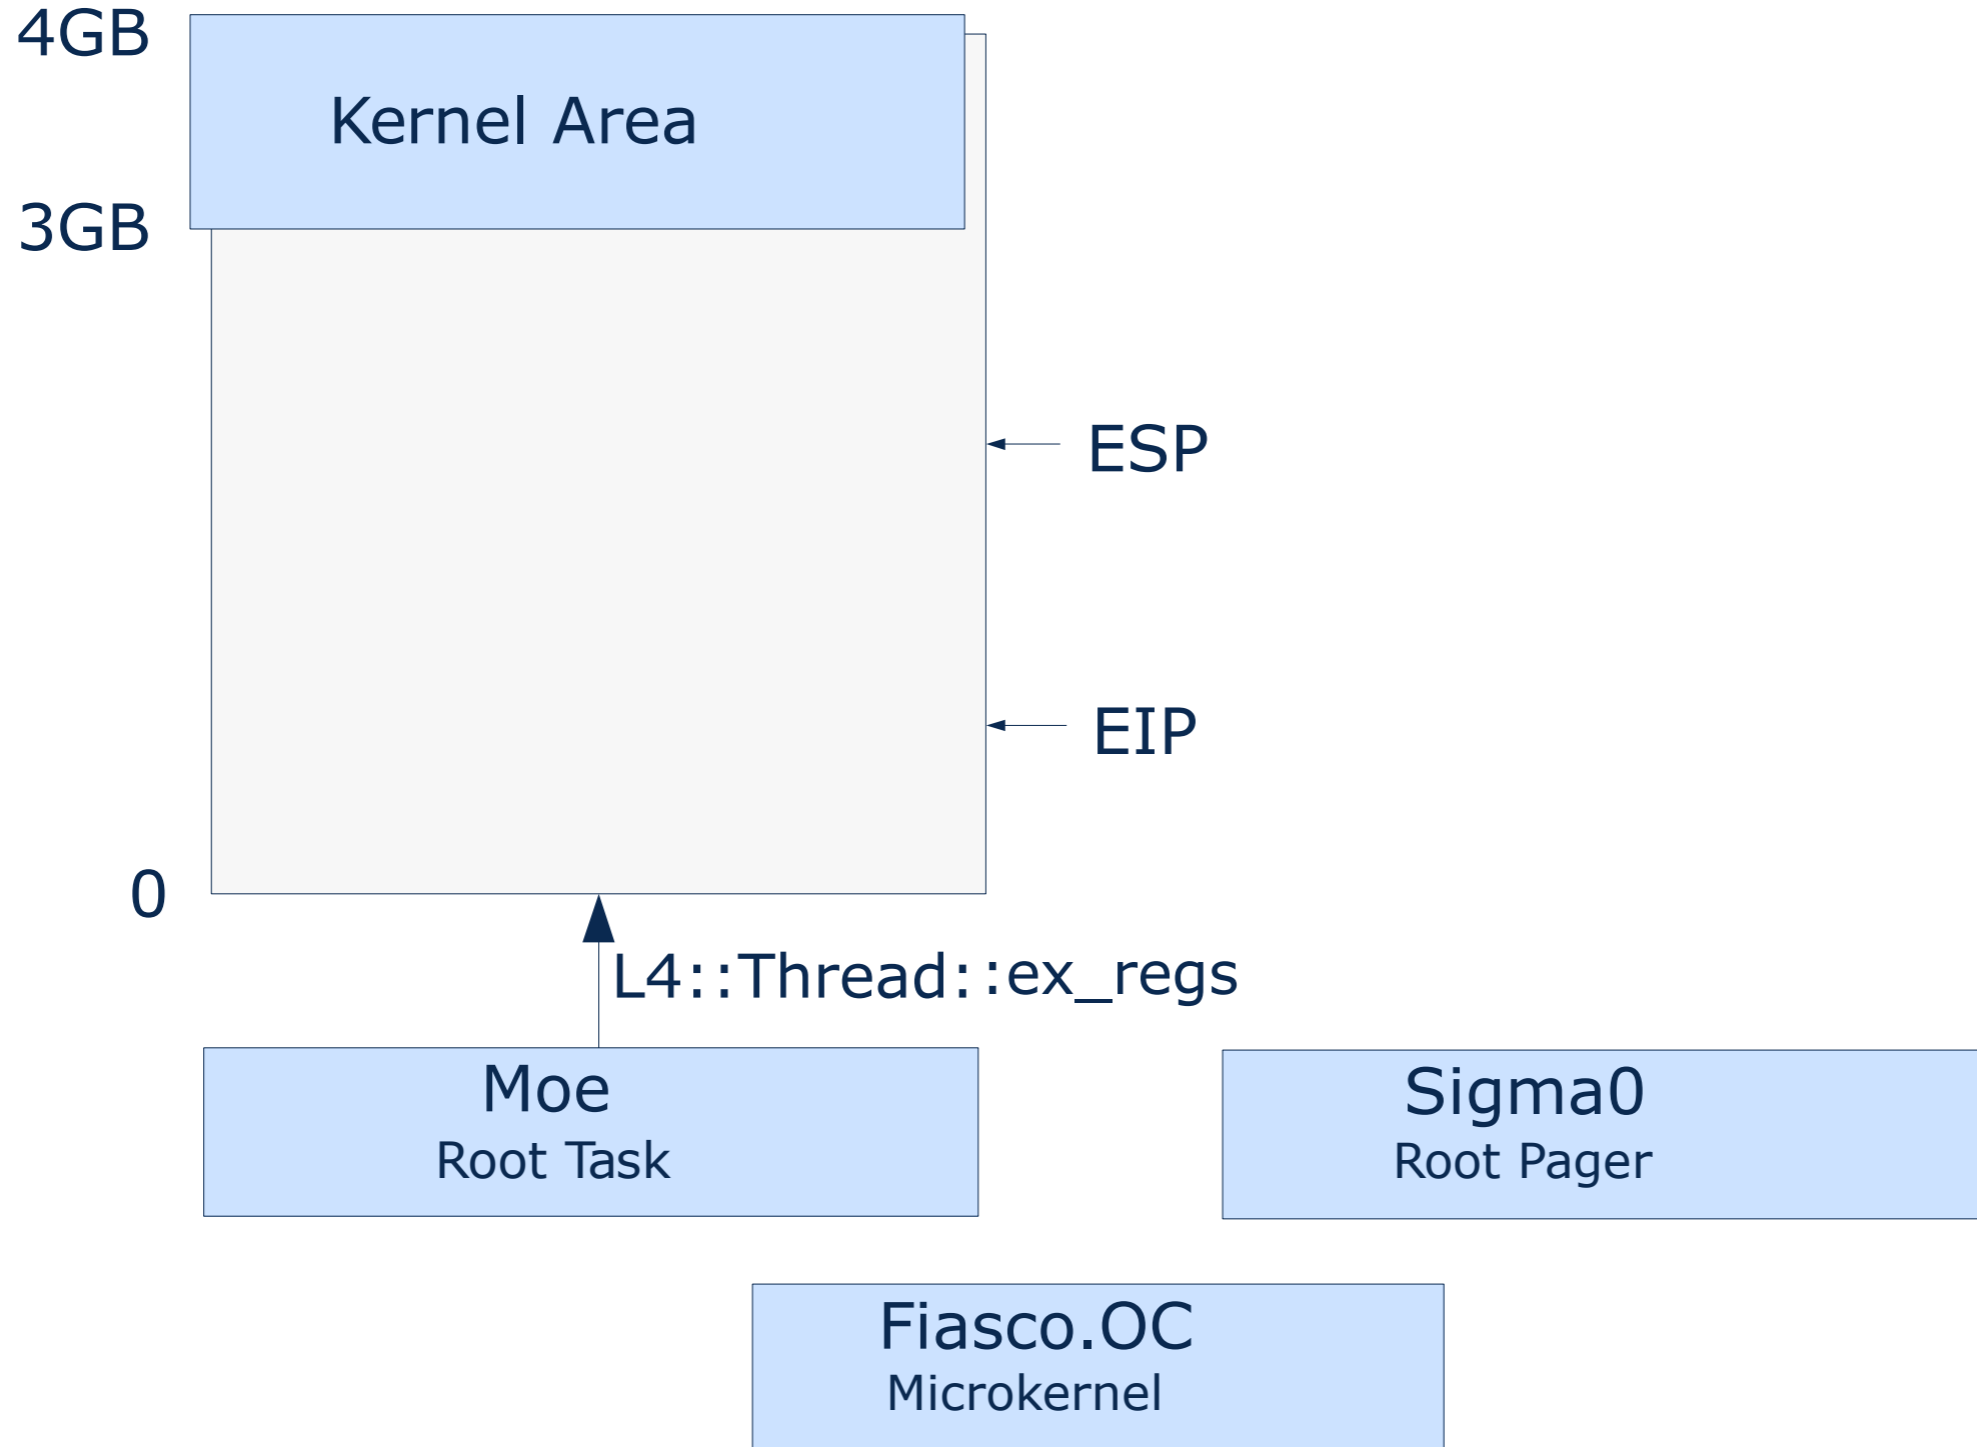 4GB
Kernel Area
3GB
ESP
EIP
0
L4::Thread::ex_regs
Moe
Root Task
Sigma0
Root Pager
Fiasco.OC
Microkernel